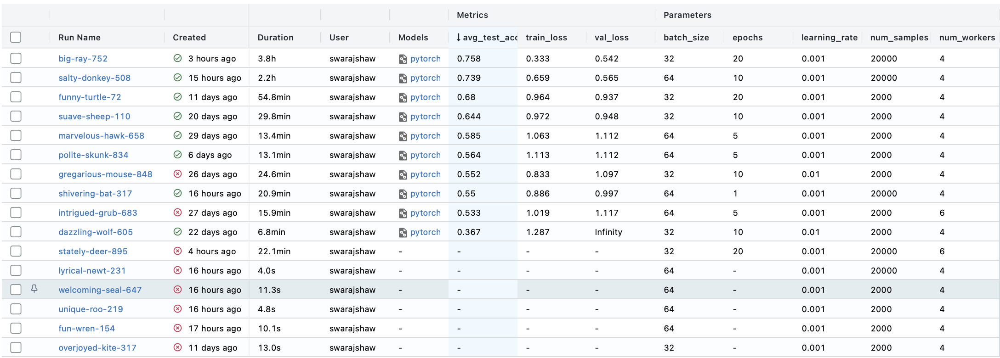 Metrics Parameters
Run Name Created Duration User Models ↓ avg_test_acc train_loss val_loss batch_size epochs learning_rate num_samples num_workers
big-ray-752 3 hours ago 3.8h swarajshaw pytorch 0.758 0.333 0.542 32 20 0.001 20000 4
salty-donkey-508 15 hours ago 2.2h swarajshaw pytorch 0.739 0.659 0.565 64 10 0.001 20000 4
funny-turtle-72 11 days ago 54.8min swarajshaw pytorch 0.68 0.964 0.937 32 20 0.001 2000 4
suave-sheep-110 20 days ago 29.8min swarajshaw pytorch 0.644 0.972 0.948 32 10 0.001 2000 4
marvelous-hawk-658 29 days ago 13.4min swarajshaw pytorch 0.585 1.063 1.112 64 5 0.001 2000 4
polite-skunk-834 6 days ago 13.1min swarajshaw pytorch 0.564 1.113 1.112 64 5 0.001 2000 4
gregarious-mouse-848 26 days ago 24.6min swarajshaw pytorch 0.552 0.833 1.097 32 10 0.01 2000 4
shivering-bat-317 16 hours ago 20.9min swarajshaw pytorch 0.55 0.886 0.997 64 1 0.001 20000 4
intrigued-grub-683 27 days ago 15.9min swarajshaw pytorch 0.533 1.019 1.117 64 5 0.001 2000 6
dazzling-wolf-605 22 days ago 6.8min swarajshaw pytorch 0.367 1.287 Infinity 32 10 0.01 2000 4
stately-deer-895 4 hours ago 22.1min swarajshaw - - - - 32 20 0.001 20000 6
lyrical-newt-231 16 hours ago 4.0s swarajshaw - - - - 64 - 0.001 20000 4
welcoming-seal-647 16 hours ago 11.3s swarajshaw - - - - 64 - 0.001 2000 4
unique-roo-219 16 hours ago 4.8s swarajshaw - - - - 64 - 0.001 2000 4
fun-wren-154 17 hours ago 10.1s swarajshaw - - - - 64 - 0.001 2000 4
overjoyed-kite-317 11 days ago 13.0s swarajshaw - - - - 32 - 0.001 2000 4